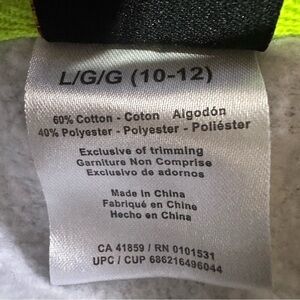 L/G/G (10-12)
60% Cotton - Coton Algodón
40% Polyester - Polyester - Poliéster
Exclusive of trimming
Garniture Non Comprise
Exclusivo de adornos
Made in China
Fabriqué en Chine
Hecho en China
CA 41859 / RN 0101531
UPC / CUP 686216496044